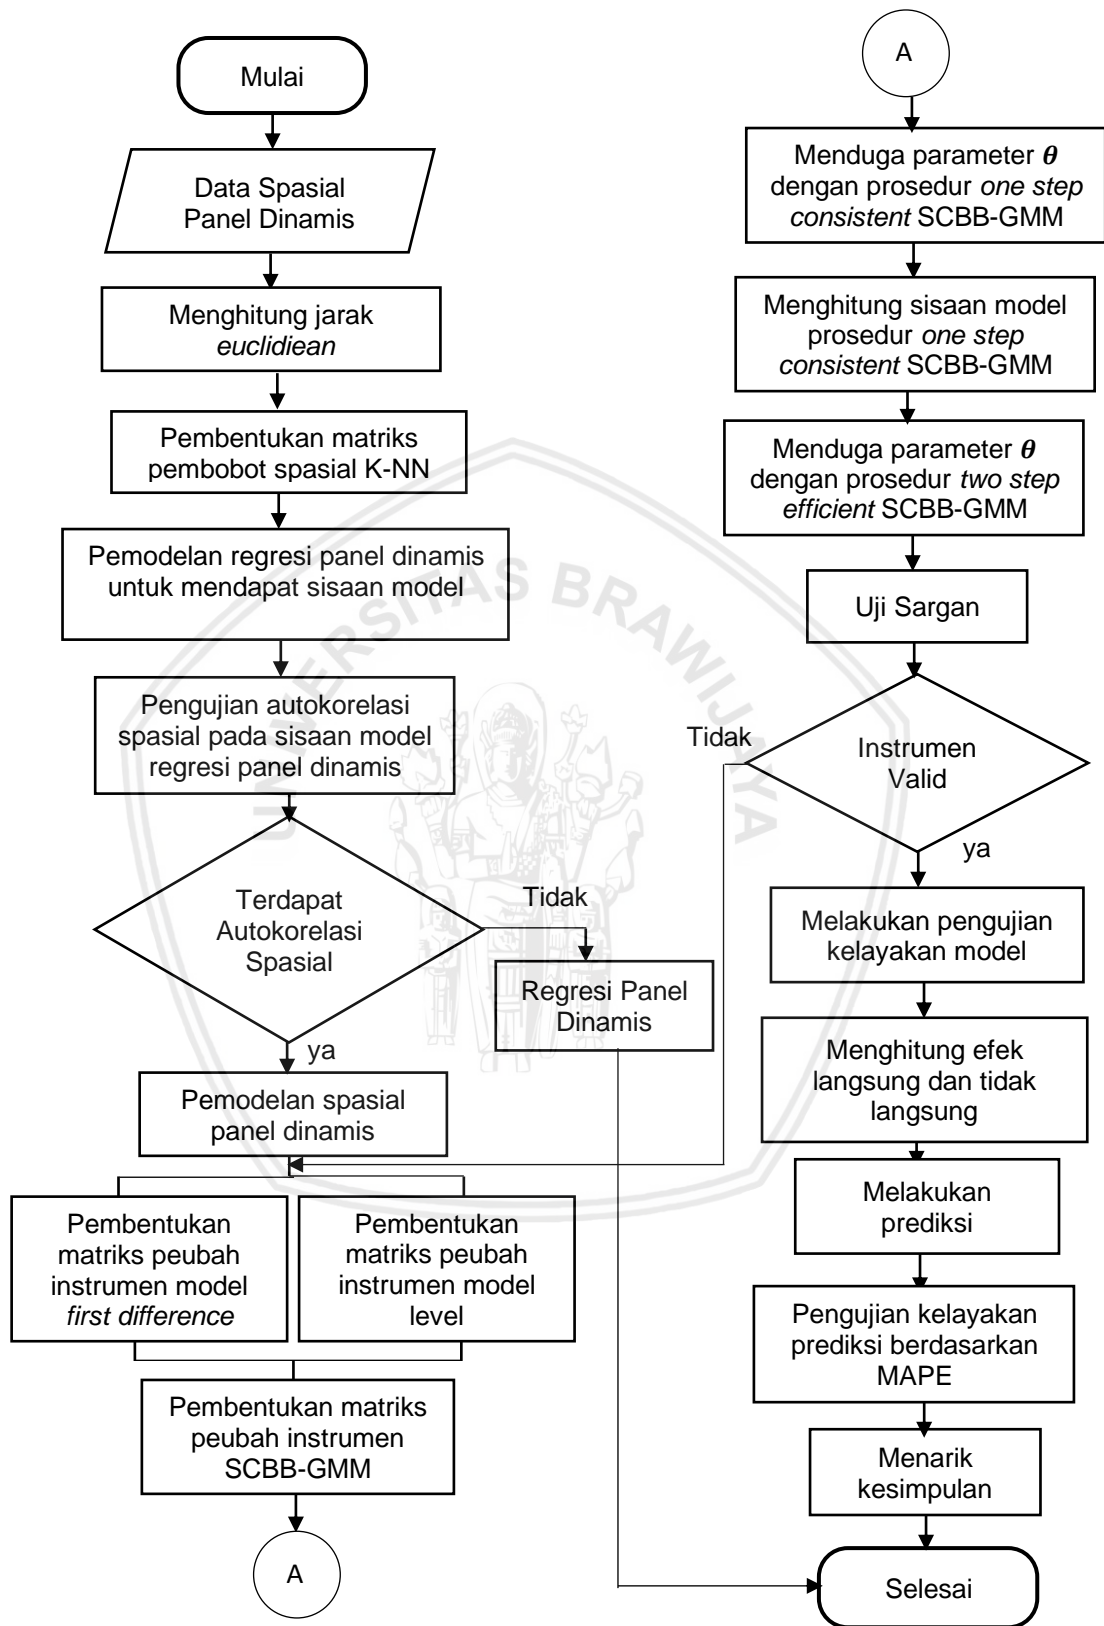 Mulai
Data Spasial
Panel Dinamis
Menghitung jarak
euclidiean
Pembentukan matriks
pembobot spasial K-NN
Pemodelan regresi panel dinamis
untuk mendapat sisaan model
Pengujian autokorelasi
spasial pada sisaan model
regresi panel dinamis
Terdapat
Autokorelasi
Spasial
Tidak
Regresi Panel
Dinamis
ya
Pemodelan spasial
panel dinamis
Pembentukan
matriks peubah
instrumen model
first difference
Pembentukan
matriks peubah
instrumen model
level
Pembentukan matriks
peubah instrumen
SCBB-GMM
A
A
Menduga parameter θ
dengan prosedur one step
consistent SCBB-GMM
Menghitung sisaan model
prosedur one step
consistent SCBB-GMM
Menduga parameter θ
dengan prosedur two step
efficient SCBB-GMM
Uji Sargan
Instrumen
Valid
Tidak
ya
Melakukan pengujian
kelayakan model
Menghitung efek
langsung dan tidak
langsung
Melakukan
prediksi
Pengujian kelayakan
prediksi berdasarkan
MAPE
Menarik
kesimpulan
Selesai
UNIVERSITAS BRAWIJAYA